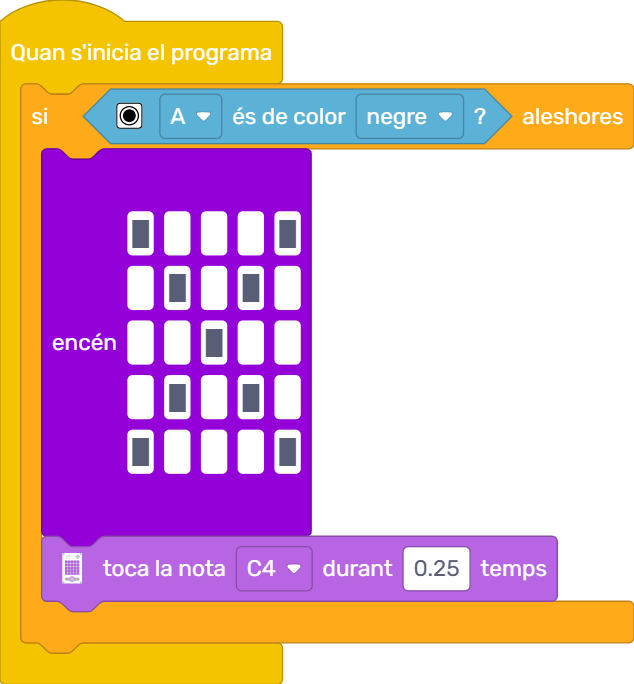 Quan s'inicia el programa
si A és de color negre ? aleshores
encén
toca la nota C4 durant 0.25 temps